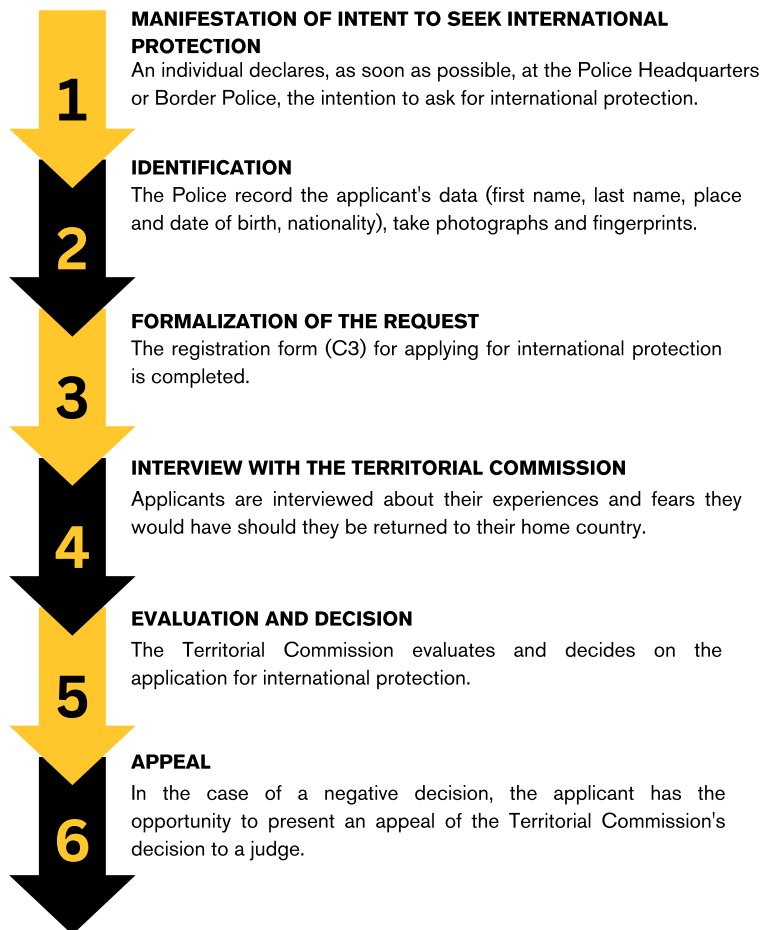 1
MANIFESTATION OF INTENT TO SEEK INTERNATIONAL
PROTECTION
An individual declares, as soon as possible, at the Police Headquarters
or Border Police, the intention to ask for international protection.
2
IDENTIFICATION
The Police record the applicant's data (first name, last name, place
and date of birth, nationality), take photographs and fingerprints.
3
FORMALIZATION OF THE REQUEST
The registration form (C3) for applying for international protection
is completed.
4
INTERVIEW WITH THE TERRITORIAL COMMISSION
Applicants are interviewed about their experiences and fears they
would have should they be returned to their home country.
5
EVALUATION AND DECISION
The Territorial Commission evaluates and decides on the
application for international protection.
6
APPEAL
In the case of a negative decision, the applicant has the
opportunity to present an appeal of the Territorial Commission's
decision to a judge.